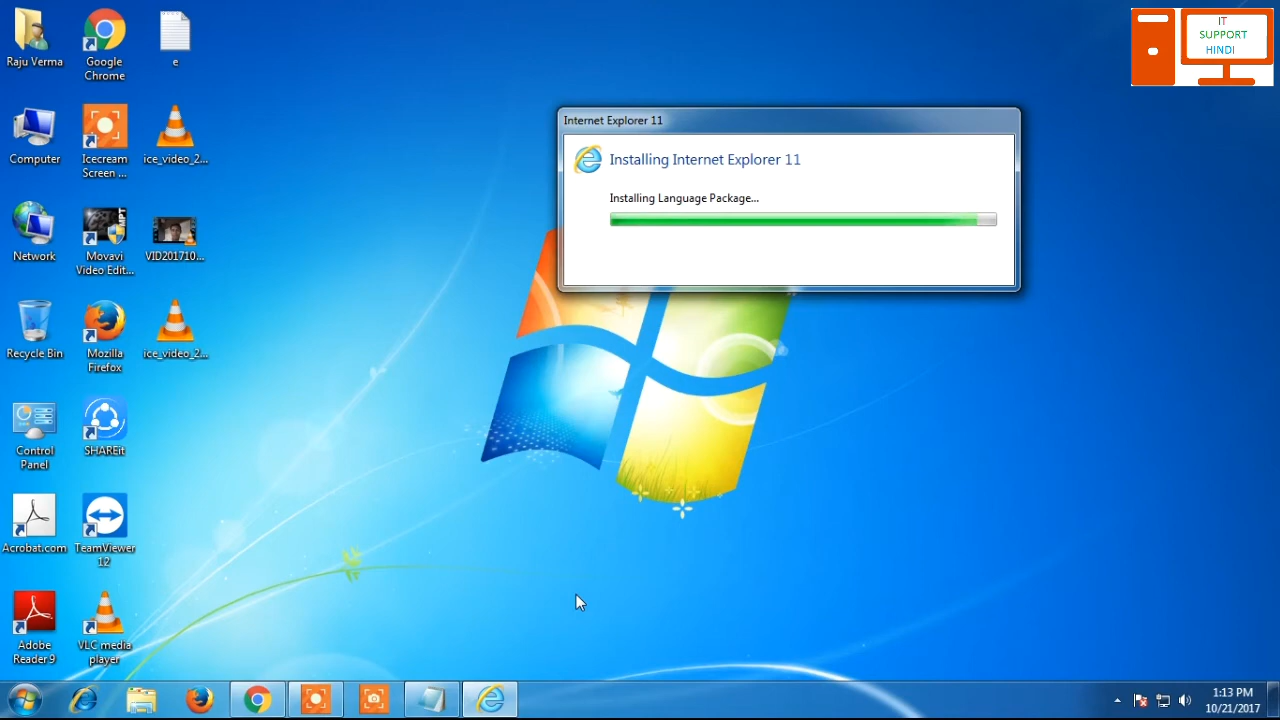 IT
SUPPORT
HINDI
Raju Verma
Google
Chrome
e
Computer
Icecream
Screen ...
ice_video_2...
Network
Movavi
Video Edit...
VID201710...
Recycle Bin
Mozilla
Firefox
ice_video_2...
Control
Panel
SHAREit
Acrobat.com
TeamViewer
12
Adobe
Reader 9
VLC media
player
Internet Explorer 11
Installing Internet Explorer 11
Installing Language Package...
1:13 PM
10/21/2017